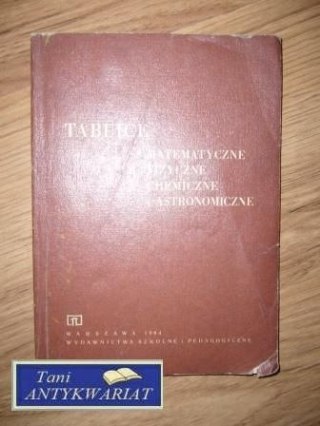 TABLICE
MATEMATYCZNE
FIZYCZNE
CHEMICZNE
I ASTRONOMICZNE
WARSZAWA 1984
WYDAWNICTWA SZKOLNE I PEDAGOGICZNE
Tani
ANTYKWARIAT